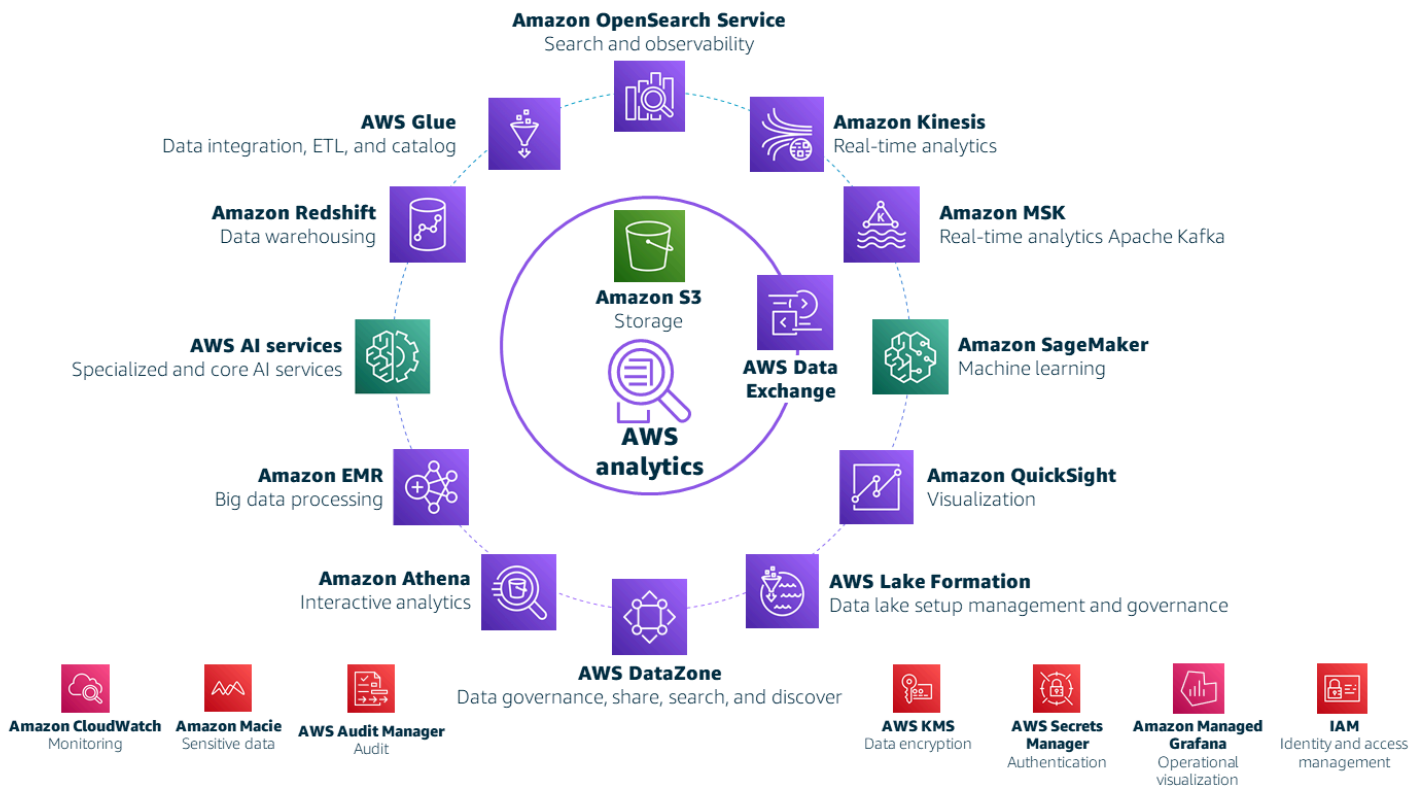 Amazon OpenSearch Service
Search and observability
AWS Glue
Data integration, ETL, and catalog
Amazon Kinesis
Real-time analytics
Amazon Redshift
Data warehousing
Amazon MSK
Real-time analytics Apache Kafka
K
Amazon S3
Storage
AWS Data
Exchange
AWS AI services
Specialized and core AI services
Amazon SageMaker
Machine learning
AWS
analytics
Amazon EMR
Big data processing
Amazon QuickSight
Visualization
Amazon Athena
Interactive analytics
AWS Lake Formation
Data lake setup management and governance
AWS DataZone
Data governance, share, search, and discover
Amazon CloudWatch
Monitoring
Amazon Macie
Sensitive data
AWS Audit Manager
Audit
AWS KMS
Data encryption
AWS Secrets
Manager
Authentication
Amazon Managed
Grafana
Operational
visualization
IAM
Identity and access
management